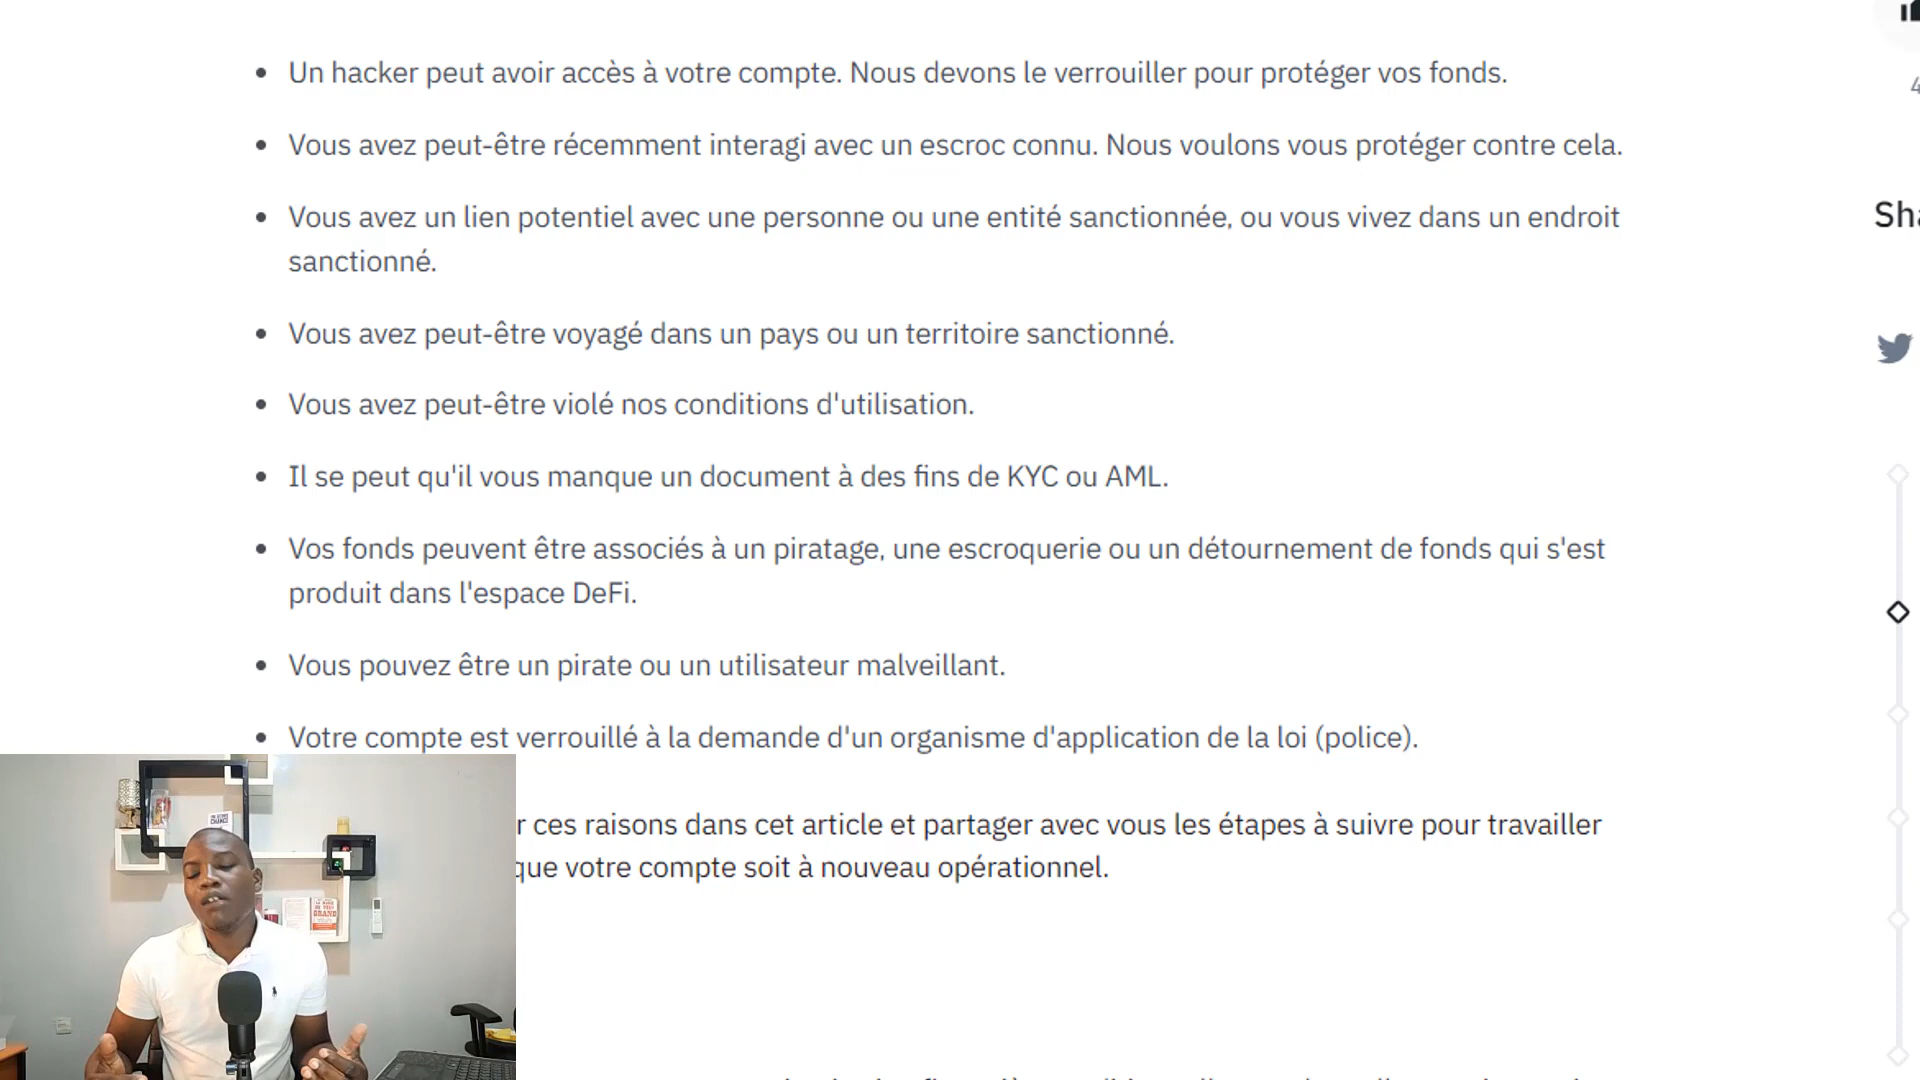 Un hacker peut avoir accès à votre compte. Nous devons le verrouiller pour protéger vos fonds.
Vous avez peut-être récemment interagi avec un escroc connu. Nous voulons vous protéger contre cela.
Vous avez un lien potentiel avec une personne ou une entité sanctionnée, ou vous vivez dans un endroit
sanctionné.
Vous avez peut-être voyagé dans un pays ou un territoire sanctionné.
Vous avez peut-être violé nos conditions d'utilisation.
Il se peut qu'il vous manque un document à des fins de KYC ou AML.
Vos fonds peuvent être associés à un piratage, une escroquerie ou un détournement de fonds qui s'est
produit dans l'espace DeFi.
Vous pouvez être un pirate ou un utilisateur malveillant.
Votre compte est verrouillé à la demande d'un organisme d'application de la loi (police).
r ces raisons dans cet article et partager avec vous les étapes à suivre pour travailler
que votre compte soit à nouveau opérationnel.
4
Sha
GRAND